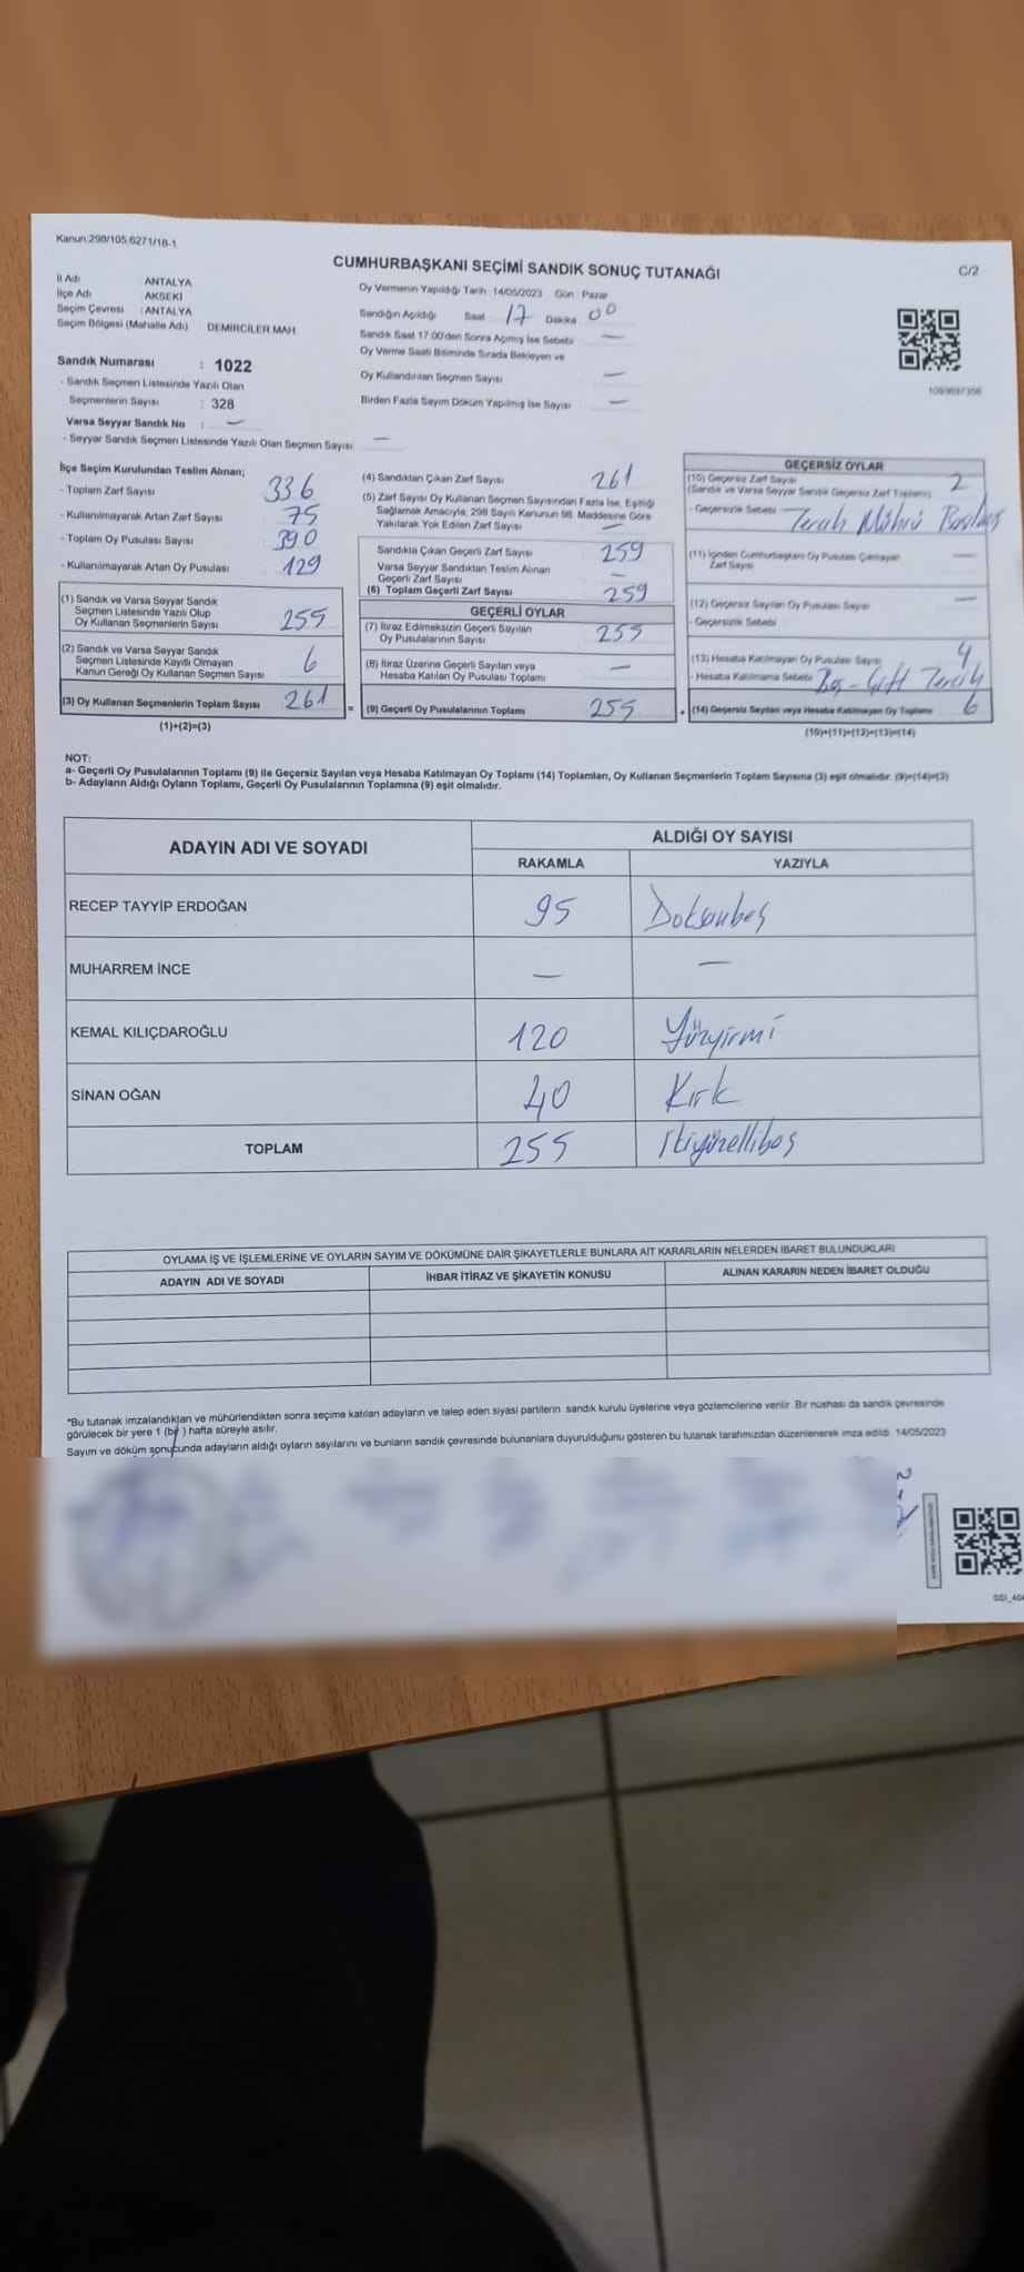 Kanun:298/105,6271/18-1
CUMHURBAŞKANI SEÇİMİ SANDIK SONUÇ TUTANAĞI
C/2
İl Adı : ANTALYA
İlçe Adı : AKSEKİ
Seçim Çevresi : ANTALYA
Seçim Bölgesi (Mahalle Adı) DEMİRCİLER MAH
Sandık Numarası : 1022
- Sandık Seçmen Listesinde Yazılı Olan
Seçmenlerin Sayısı : 328
Varsa Seyyar Sandık No : —
- Seyyar Sandık Seçmen Listesinde Yazılı Olan Seçmen Sayısı —
Oy Vermenin Yapıldığı Tarih :14/05/2023 Gün : Pazar
Sandığın Açıldığı Saat 17 Dakika 00
Sandık Saat 17:00'den Sonra Açılmış İse Sebebi —
Oy Verme Saati Bitiminde Sırada Bekleyen ve
Oy Kullandırılan Seçmen Sayısı —
Birden Fazla Sayım Döküm Yapılmış İse Sayısı —
İlçe Seçim Kurulundan Teslim Alınan;
- Toplam Zarf Sayısı 336
- Kullanılmayarak Artan Zarf Sayısı 75
- Toplam Oy Pusulası Sayısı 390
- Kullanılmayarak Artan Oy Pusulası 129
(1) Sandık ve Varsa Seyyar Sandık
Seçmen Listesinde Yazılı Olup
Oy Kullanan Seçmenlerin Sayısı 255
(2) Sandık ve Varsa Seyyar Sandık
Seçmen Listesinde Kayıtlı Olmayan
Kanun Gereği Oy Kullanan Seçmen Sayısı 6
(3) Oy Kullanan Seçmenlerin Toplam Sayısı 261
(1)+(2)=(3)
(4) Sandıktan Çıkan Zarf Sayısı 261
(5) Zarf Sayısı Oy Kullanan Seçmen Sayısından Fazla İse, Eşitliği
Sağlamak Amacıyla, 298 Sayılı Kanunun 98. Maddesine Göre
Yakılarak Yok Edilen Zarf Sayısı —
Sandıkta Çıkan Geçerli Zarf Sayısı 259
Varsa Seyyar Sandıktan Teslim Alınan
Geçerli Zarf Sayısı —
(6) Toplam Geçerli Zarf Sayısı 259
GEÇERLİ OYLAR
(7) İtiraz Edilmeksizin Geçerli Sayılan
Oy Pusulalarının Sayısı 255
(8) İtiraz Üzerine Geçerli Sayılan veya
Hesaba Katılan Oy Pusulası Toplamı —
= (9) Geçerli Oy Pusulalarının Toplamı 255
GEÇERSİZ OYLAR
(10) Geçersiz Zarf Sayısı 2
(Sandık ve Varsa Seyyar Sandık Geçersiz Zarf Toplamı)
- Geçersizlik Sebebi Tercih Mührü Basılmış
(11) İçinden Cumhurbaşkanı Oy Pusulası Çıkmayan
Zarf Sayısı —
(12) Geçersiz Sayılan Oy Pusulası Sayısı —
- Geçersizlik Sebebi
(13) Hesaba Katılmayan Oy Pusulası Sayısı 4
- Hesaba Katılmama Sebebi Boş - Çift Tercih
+ (14) Geçersiz Sayılan veya Hesaba Katılmayan Oy Toplamı 6
(10)+(11)+(12)+(13)=(14)
NOT:
a- Geçerli Oy Pusulalarının Toplamı (9) ile Geçersiz Sayılan veya Hesaba Katılmayan Oy Toplamı (14) Toplamları, Oy Kullanan Seçmenlerin Toplam Sayısına (3) eşit olmalıdır. (9)+(14)=(3)
b- Adayların Aldığı Oyların Toplamı, Geçerli Oy Pusulalarının Toplamına (9) eşit olmalıdır.
ADAYIN ADI VE SOYADI ALDIĞI OY SAYISI
RAKAMLA YAZIYLA
RECEP TAYYİP ERDOĞAN 95 Doksanbeş
MUHARREM İNCE — —
KEMAL KILIÇDAROĞLU 120 Yüzyirmi
SİNAN OĞAN 40 Kırk
TOPLAM 255 İkiyüzellibeş
OYLAMA İŞ VE İŞLEMLERİNE VE OYLARIN SAYIM VE DÖKÜMÜNE DAİR ŞİKAYETLERLE BUNLARA AİT KARARLARIN NELERDEN İBARET BULUNDUKLARI
ADAYIN ADI VE SOYADI İHBAR İTİRAZ VE ŞİKAYETİN KONUSU ALINAN KARARIN NEDEN İBARET OLDUĞU
*Bu tutanak imzalandıktan ve mühürlendikten sonra seçime katılan adayların ve talep eden siyasi partilerin sandık kurulu üyelerine veya gözlemcilerine verilir. Bir nüshası da sandık çevresinde
görülecek bir yere 1 (bir) hafta süreyle asılır.
Sayım ve döküm sonucunda adayların aldığı oyların sayılarını ve bunların sandık çevresinde bulunanlara duyurulduğunu gösteren bu tutanak tarafımızdan düzenlenerek imza edildi. 14/05/2023